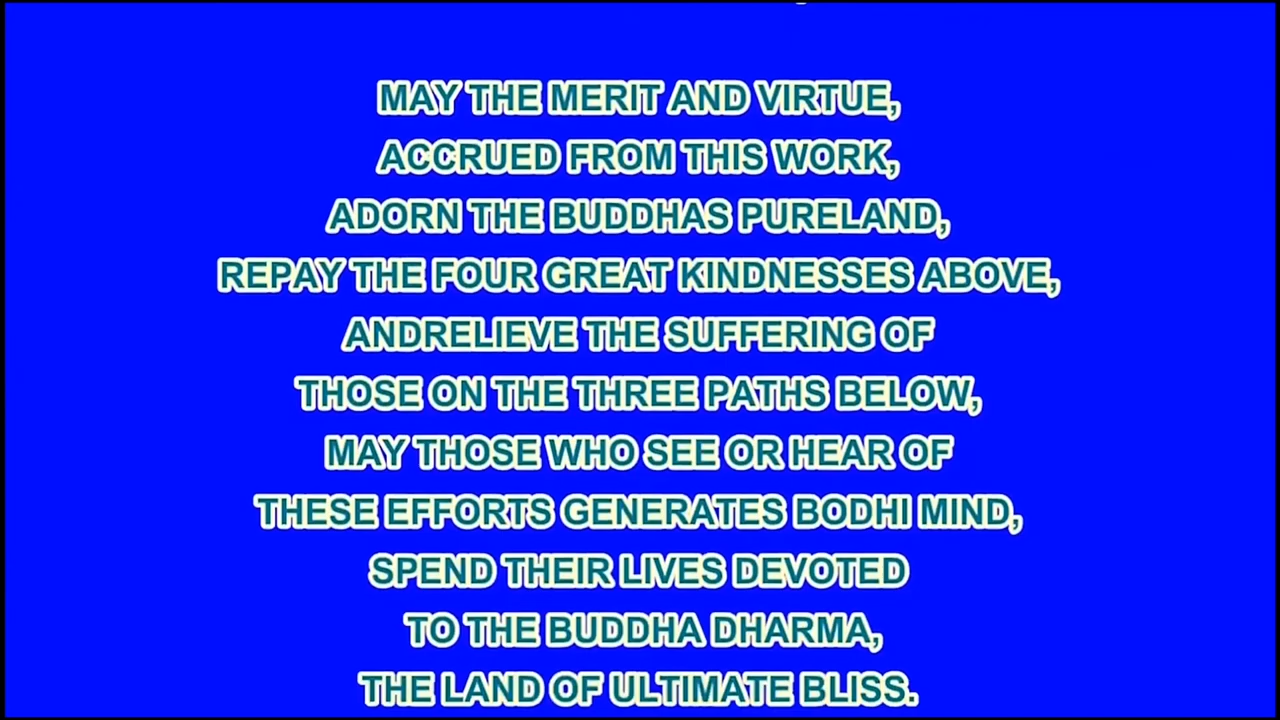 MAY THE MERIT AND VIRTUE,
ACCRUED FROM THIS WORK,
ADORN THE BUDDHAS PURELAND,
REPAY THE FOUR GREAT KINDNESSES ABOVE,
ANDRELIEVE THE SUFFERING OF
THOSE ON THE THREE PATHS BELOW,
MAY THOSE WHO SEE OR HEAR OF
THESE EFFORTS GENERATES BODHI MIND,
SPEND THEIR LIVES DEVOTED
TO THE BUDDHA DHARMA,
THE LAND OF ULTIMATE BLISS.